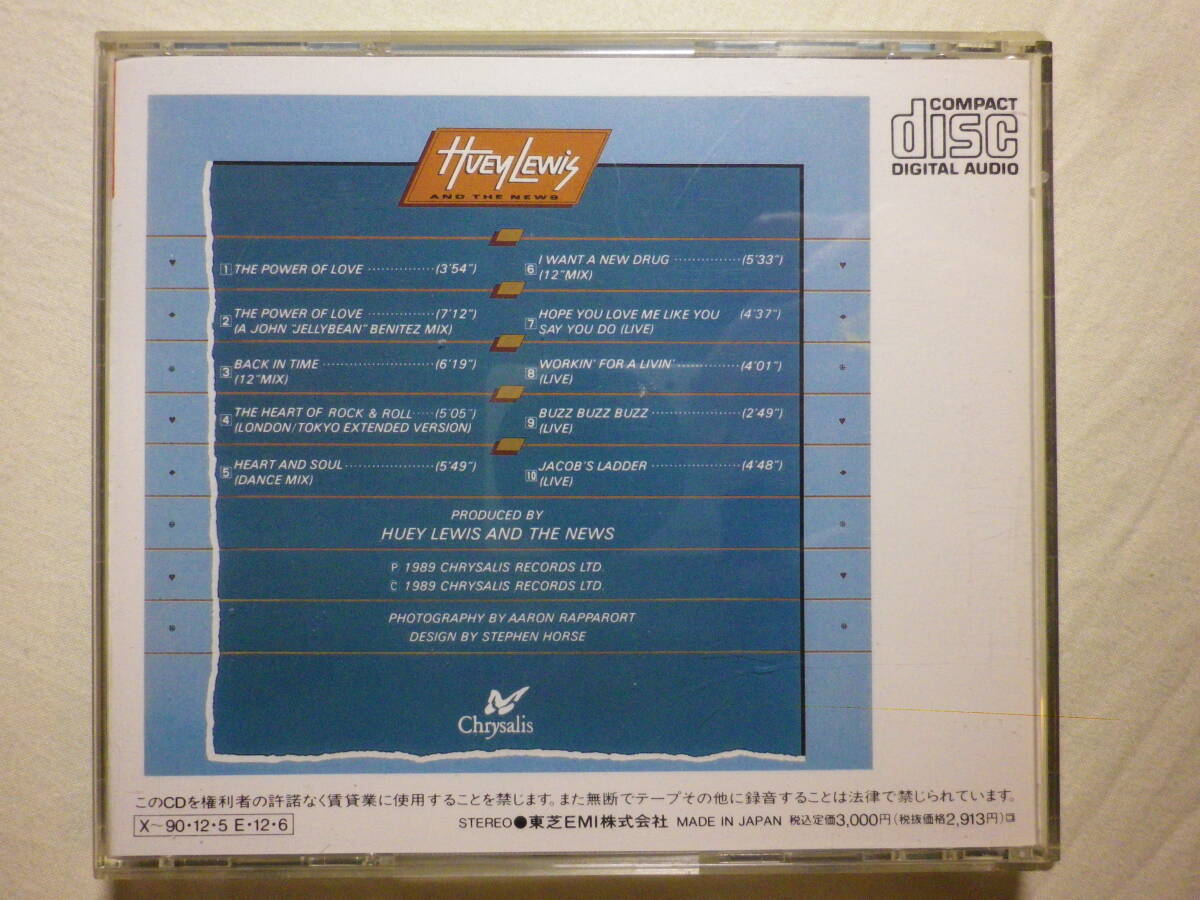 COMPACT
disc
DIGITAL AUDIO
HUEY LEWIS
AND THE NEWS
1 THE POWER OF LOVE ················ (3'54")
2 THE POWER OF LOVE ················ (7'12")
(A JOHN "JELLYBEAN" BENITEZ MIX)
3 BACK IN TIME ························ (6'19")
(12"MIX)
4 THE HEART OF ROCK & ROLL ···· (5'05")
(LONDON/TOKYO EXTENDED VERSION)
5 HEART AND SOUL ··················· (5'49")
(DANCE MIX)
6 I WANT A NEW DRUG ··············· (5'33")
(12"MIX)
7 HOPE YOU LOVE ME LIKE YOU (4'37")
SAY YOU DO (LIVE)
8 WORKIN' FOR A LIVIN' ············· (4'01")
(LIVE)
9 BUZZ BUZZ BUZZ ···················· (2'49")
(LIVE)
10 JACOB'S LADDER ···················· (4'48")
(LIVE)
PRODUCED BY
HUEY LEWIS AND THE NEWS
P 1989 CHRYSALIS RECORDS LTD.
C 1989 CHRYSALIS RECORDS LTD.
PHOTOGRAPHY BY AARON RAPPARORT
DESIGN BY STEPHEN HORSE
Chrysalis
このCDを権利者の許諾なく賃貸業に使用することを禁じます。また無断でテープその他に録音することは法律で禁じられています。
X〜90・12・5 E・12・6
STEREO●東芝EMI株式会社 MADE IN JAPAN 税込定価3,000円(税抜価格2,913円)